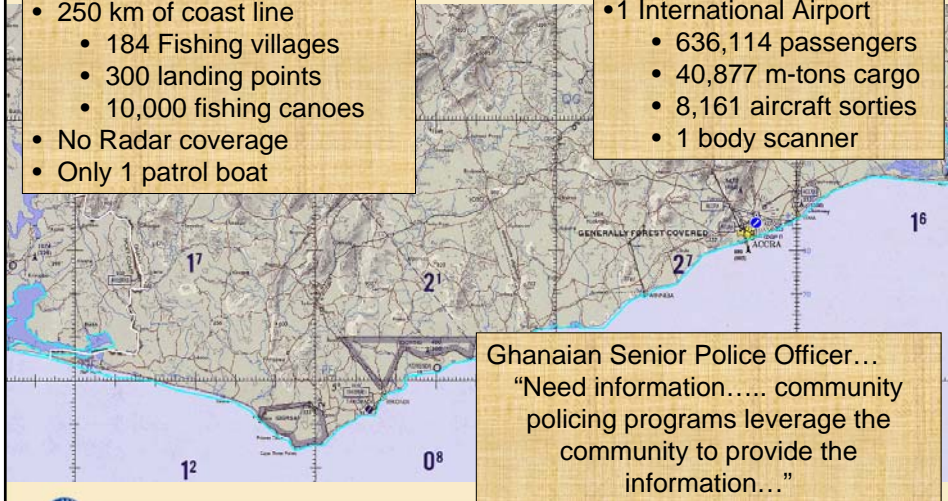 • 250 km of coast line
• 184 Fishing villages
• 300 landing points
• 10,000 fishing canoes
• No Radar coverage
• Only 1 patrol boat
•1 International Airport
• 636,114 passengers
• 40,877 m-tons cargo
• 8,161 aircraft sorties
• 1 body scanner
GENERALLY FOREST COVERED
ACCRA
1⁶
1⁷
2¹
2⁷
1²
0⁸
Ghanaian Senior Police Officer…
“Need information….. community
policing programs leverage the
community to provide the
information…”